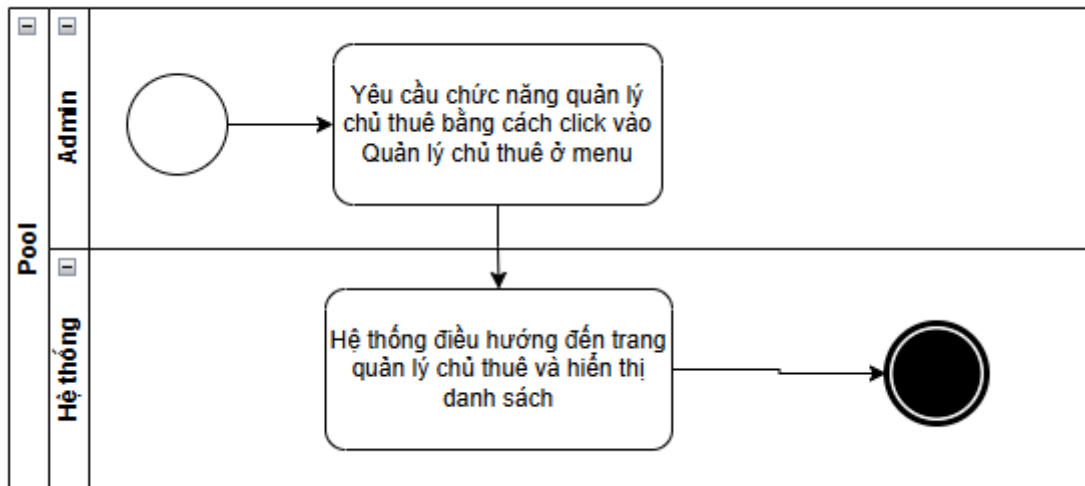 Pool
Admin
Yêu cầu chức năng quản lý
chủ thuê bằng cách click vào
Quản lý chủ thuê ở menu
Hệ thống
Hệ thống điều hướng đến trang
quản lý chủ thuê và hiển thị
danh sách